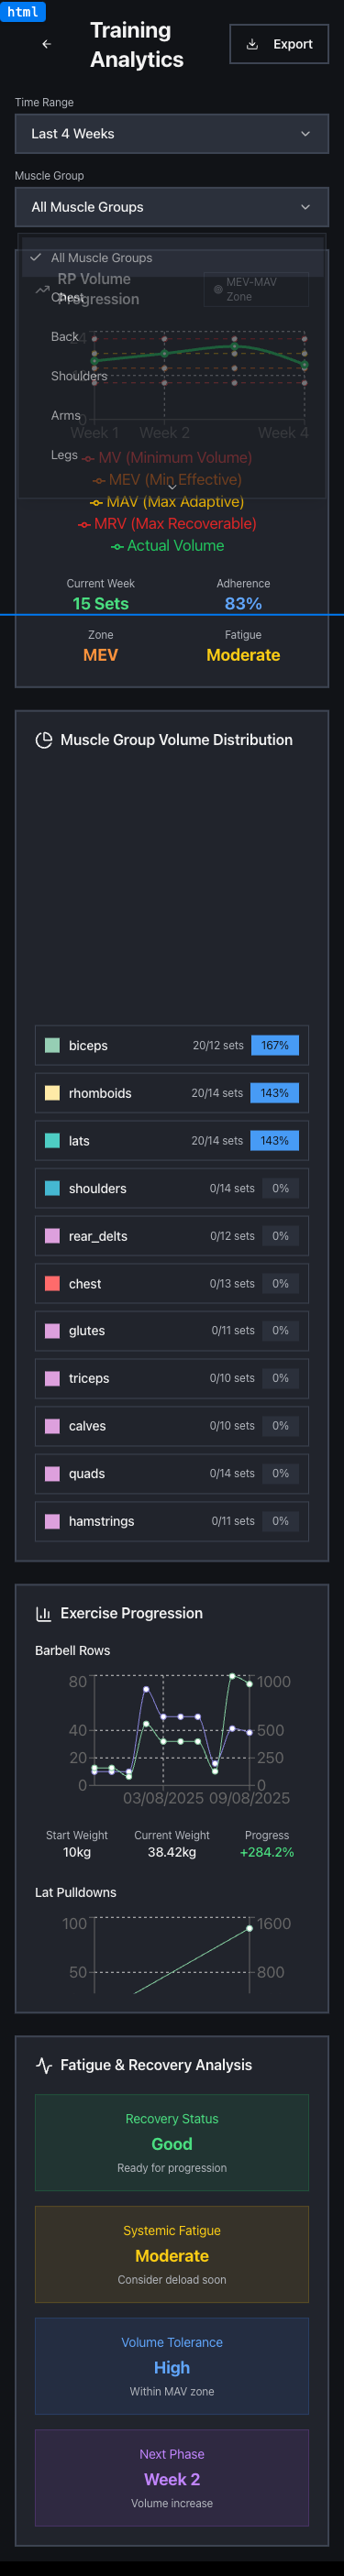 html
Training
Analytics
Export
Time Range
Last 4 Weeks
Muscle Group
All Muscle Groups
All Muscle Groups
RP Volume
Progression
MEV-MAV
Zone
Chest
Back
Shoulders
Arms
Legs
0
Week 1 Week 2 Week 4
MV (Minimum Volume)
MEV (Min Effective)
MAV (Max Adaptive)
MRV (Max Recoverable)
Actual Volume
Current Week Adherence
15 Sets 83%
Zone Fatigue
MEV Moderate
Muscle Group Volume Distribution
biceps 20/12 sets 167%
rhomboids 20/14 sets 143%
lats 20/14 sets 143%
shoulders 0/14 sets 0%
rear_delts 0/12 sets 0%
chest 0/13 sets 0%
glutes 0/11 sets 0%
triceps 0/10 sets 0%
calves 0/10 sets 0%
quads 0/14 sets 0%
hamstrings 0/11 sets 0%
Exercise Progression
Barbell Rows
80 1000
40 500
20 250
0 0
03/08/2025 09/08/2025
Start Weight Current Weight Progress
10kg 38.42kg +284.2%
Lat Pulldowns
100 1600
50 800
Fatigue & Recovery Analysis
Recovery Status
Good
Ready for progression
Systemic Fatigue
Moderate
Consider deload soon
Volume Tolerance
High
Within MAV zone
Next Phase
Week 2
Volume increase